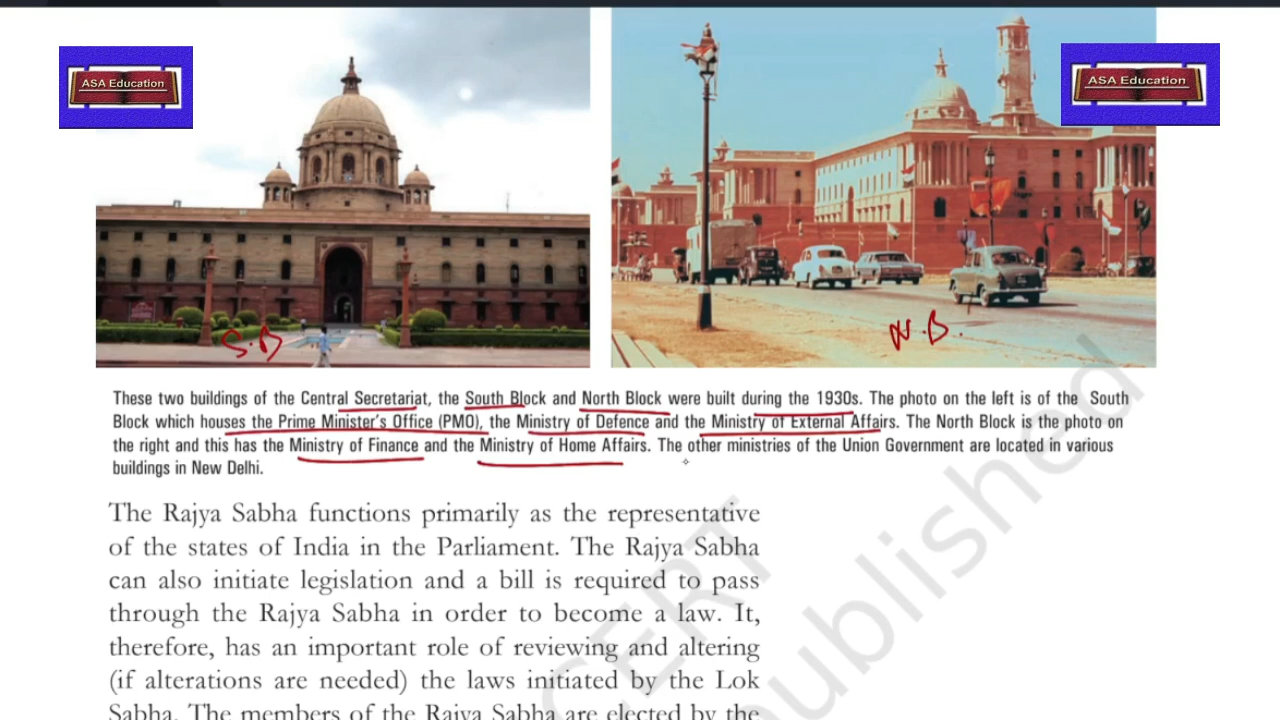 ASA Education
ASA Education
S.B
N.B.
These two buildings of the Central Secretariat, the South Block and North Block were built during the 1930s. The photo on the left is of the South
Block which houses the Prime Minister's Office (PMO), the Ministry of Defence and the Ministry of External Affairs. The North Block is the photo on
the right and this has the Ministry of Finance and the Ministry of Home Affairs. The other ministries of the Union Government are located in various
buildings in New Delhi.
The Rajya Sabha functions primarily as the representative
of the states of India in the Parliament. The Rajya Sabha
can also initiate legislation and a bill is required to pass
through the Rajya Sabha in order to become a law. It,
therefore, has an important role of reviewing and altering
(if alterations are needed) the laws initiated by the Lok
Sabha. The members of the Rajya Sabha are elected by the
CERT
published